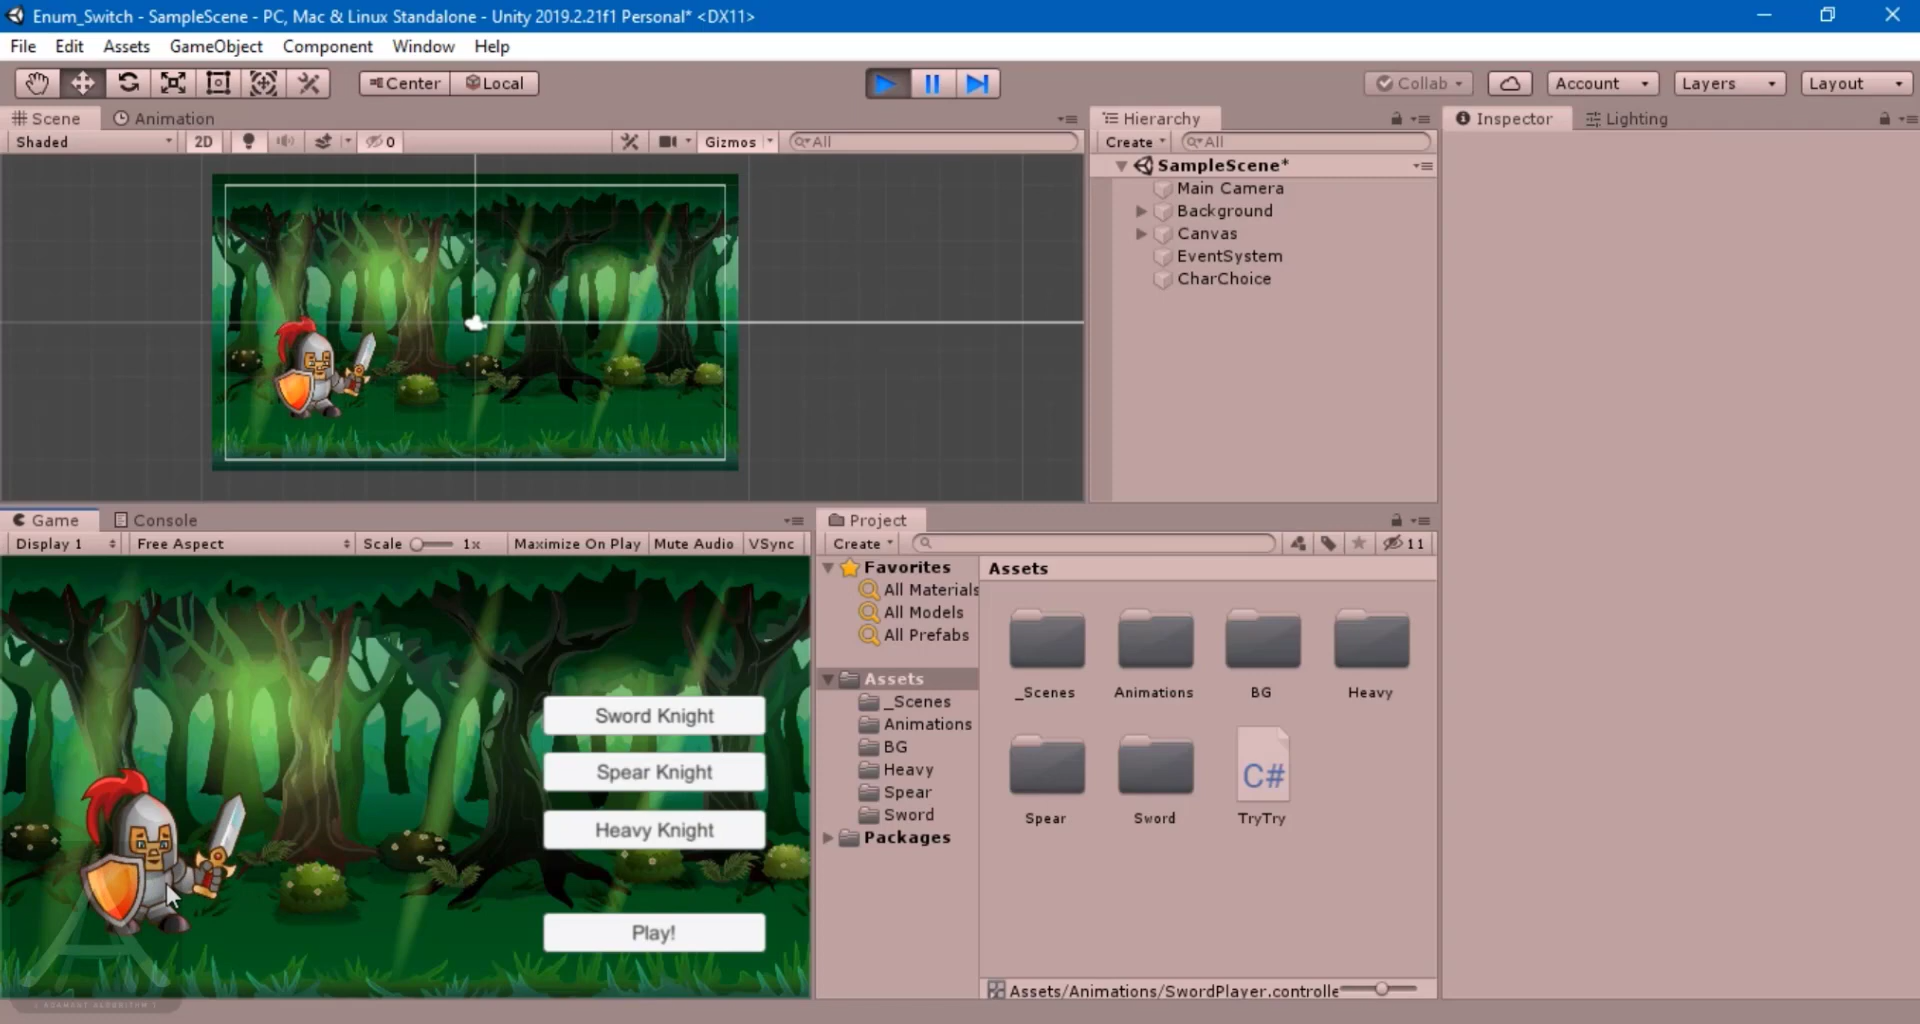 Enum_Switch - SampleScene - PC, Mac & Linux Standalone - Unity 2019.2.21f1 Personal* <DX11>
File Edit Assets GameObject Component Window Help
Center Local Collab Account Layers Layout
Scene Animation
Shaded 2D 0 Gizmos All
Hierarchy
Create All
SampleScene*
Main Camera
Background
Canvas
EventSystem
CharChoice
Inspector Lighting
Game Console
Display 1 Free Aspect Scale 1x Maximize On Play Mute Audio VSync
Sword Knight
Spear Knight
Heavy Knight
Play!
ADAMANT ALGORITHM
Project
Create 11
Favorites
All Materials
All Models
All Prefabs
Assets
_Scenes
Animations
BG
Heavy
Spear
Sword
Packages
Assets
_Scenes Animations BG Heavy
C#
Spear Sword TryTry
Assets/Animations/SwordPlayer.controlle